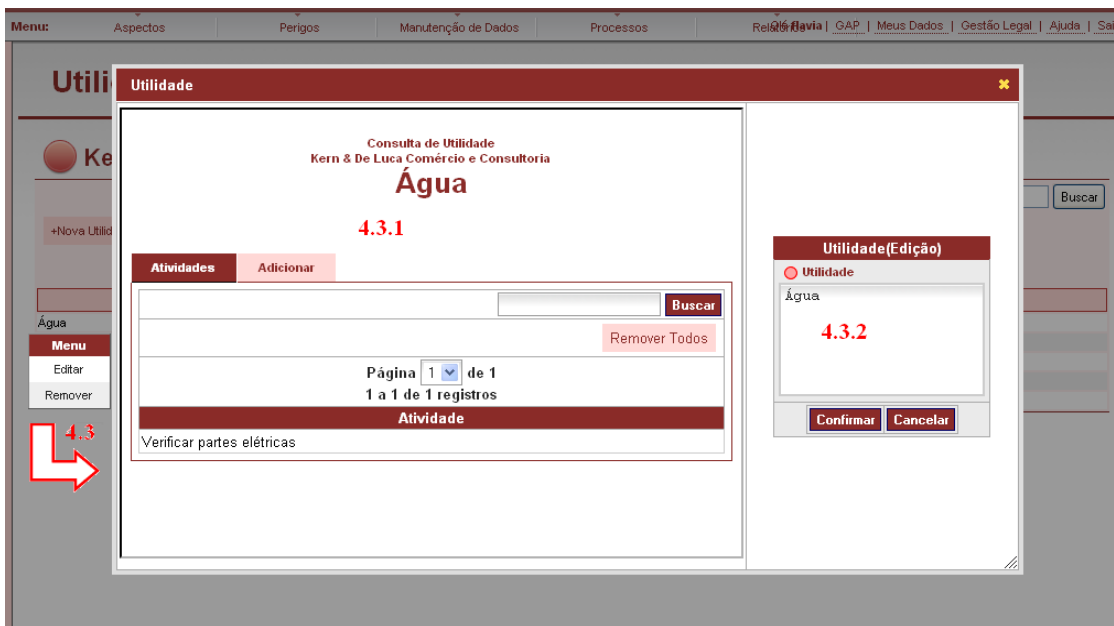 Menu: Aspectos Perigos Manutenção de Dados Processos flavia | GAP | Meus Dados | Gestão Legal | Ajuda | Sai
Utili
Utilidade
Consulta de Utilidade
Ke
Kern & De Luca Comércio e Consultoria
Água
Buscar
4.3.1
+Nova Utilid
Utilidade(Edição)
Atividades Adicionar
Utilidade
Água
Buscar
4.3.2
Água
Remover Todos
Menu
Editar
Página 1 de 1
Remover
1 a 1 de 1 registros
Atividade
Confirmar Cancelar
4.3
Verificar partes elétricas